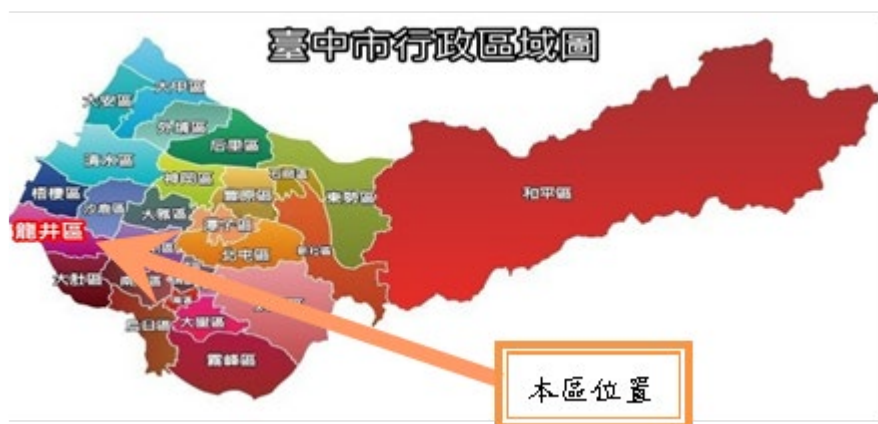 臺中市行政區域圖
大甲區
大安區
外埔區
后里區
清水區
神岡區
豐原區
石岡區
東勢區
和平區
梧棲區
沙鹿區
大雅區
潭子區
龍井區
北屯區
新社區
大肚區
烏日區
大里區
霧峰區
本區位置